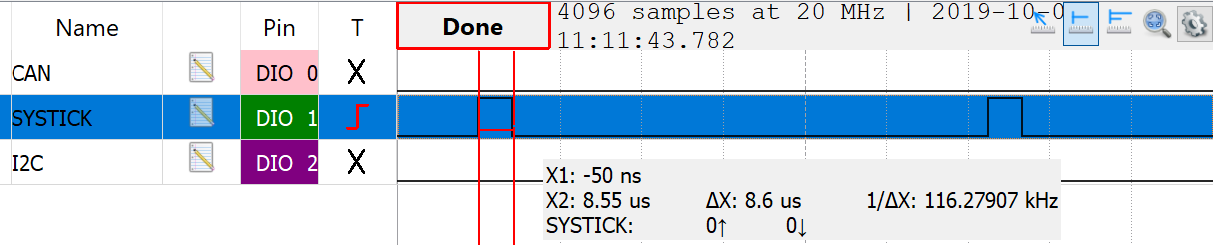 Name Pin T Done 4096 samples at 20 MHz | 2019-10-0
11:11:43.782
CAN DIO 0 X
SYSTICK DIO 1
I2C DIO 2 X
X1: -50 ns
X2: 8.55 us ΔX: 8.6 us 1/ΔX: 116.27907 kHz
SYSTICK: 0↑ 0↓